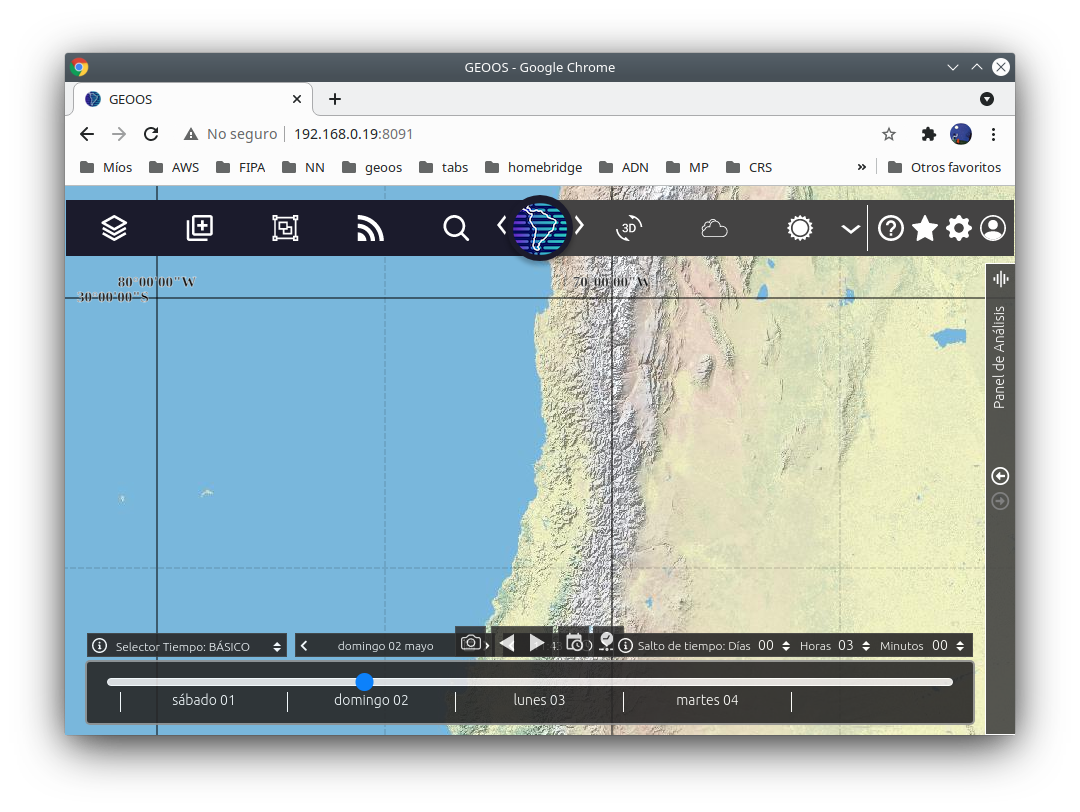 GEOOS - Google Chrome
GEOOS
No seguro 192.168.0.19:8091
Míos AWS FIPA NN geoos tabs homebridge ADN MP CRS » Otros favoritos
3D
80°00'00"W 70°00'00"W
30°00'00"S
Panel de Análisis
Selector Tiempo: BÁSICO domingo 02 mayo Salto de tiempo: Días 00 Horas 03 Minutos 00
sábado 01 domingo 02 lunes 03 martes 04